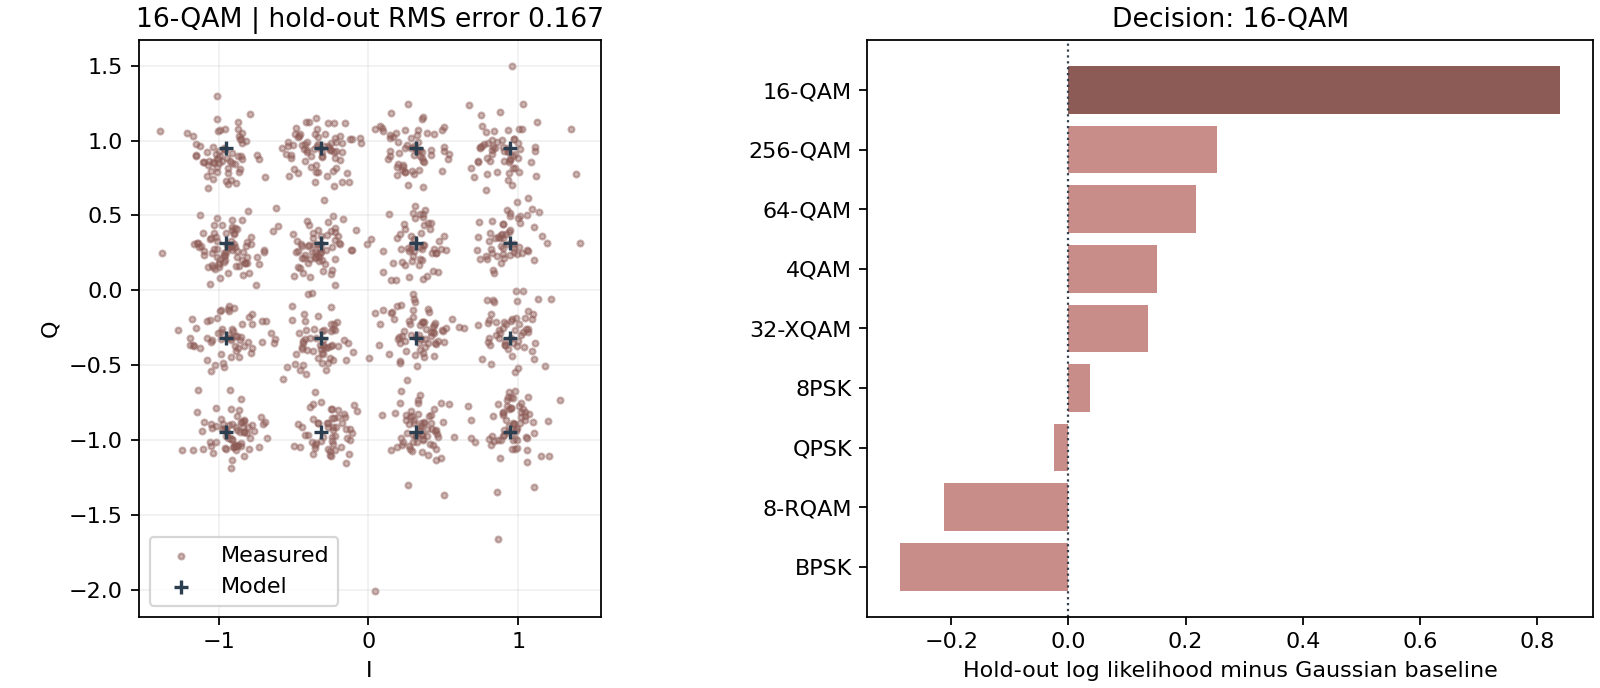 16-QAM | hold-out RMS error 0.167
1.5
1.0
0.5
0.0
−0.5
−1.0
−1.5
−2.0
Q
Measured
Model
−1
0
1
I
Decision: 16-QAM
16-QAM
256-QAM
64-QAM
4QAM
32-XQAM
8PSK
QPSK
8-RQAM
BPSK
−0.2
0.0
0.2
0.4
0.6
0.8
Hold-out log likelihood minus Gaussian baseline